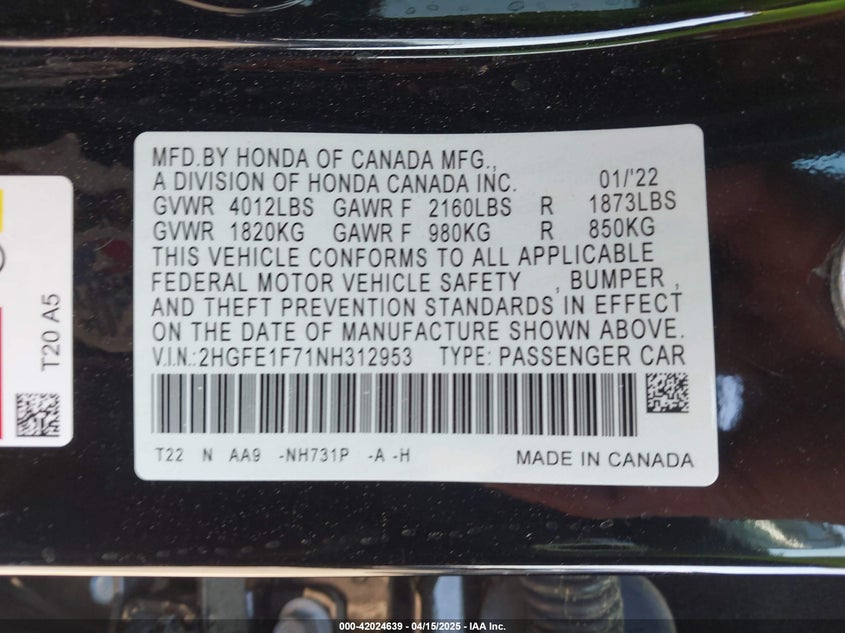 MFD.BY HONDA OF CANADA MFG.,
A DIVISION OF HONDA CANADA INC. 01/'22
GVWR 4012LBS GAWR F 2160LBS R 1873LBS
GVWR 1820KG GAWR F 980KG R 850KG
THIS VEHICLE CONFORMS TO ALL APPLICABLE
FEDERAL MOTOR VEHICLE SAFETY , BUMPER ,
AND THEFT PREVENTION STANDARDS IN EFFECT
ON THE DATE OF MANUFACTURE SHOWN ABOVE.
V.I.N.:2HGFE1F71NH312953 TYPE: PASSENGER CAR
T22 N AA9 -NH731P -A -H MADE IN CANADA
T20 A5
000-42024639 - 04/15/2025 - IAA Inc.